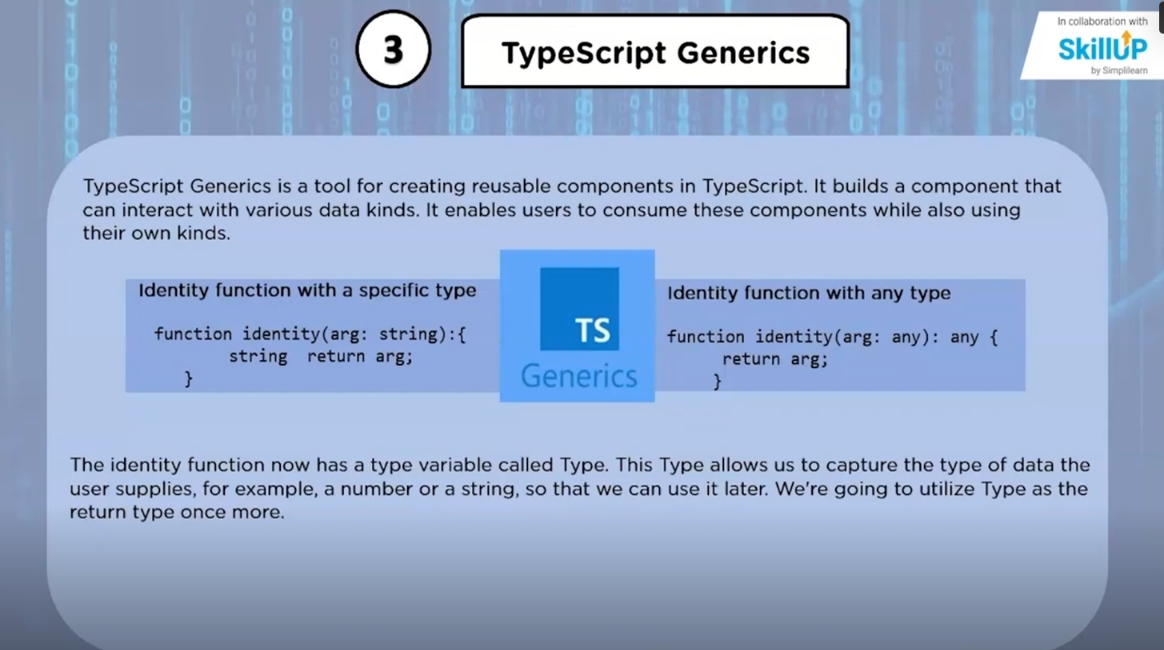 3
TypeScript Generics
In collaboration with
SkillUP
by Simplilearn
TypeScript Generics is a tool for creating reusable components in TypeScript. It builds a component that
can interact with various data kinds. It enables users to consume these components while also using
their own kinds.
Identity function with a specific type
function identity(arg: string):{
string return arg;
}
TS
Generics
Identity function with any type
function identity(arg: any): any {
return arg;
}
The identity function now has a type variable called Type. This Type allows us to capture the type of data the
user supplies, for example, a number or a string, so that we can use it later. We're going to utilize Type as the
return type once more.